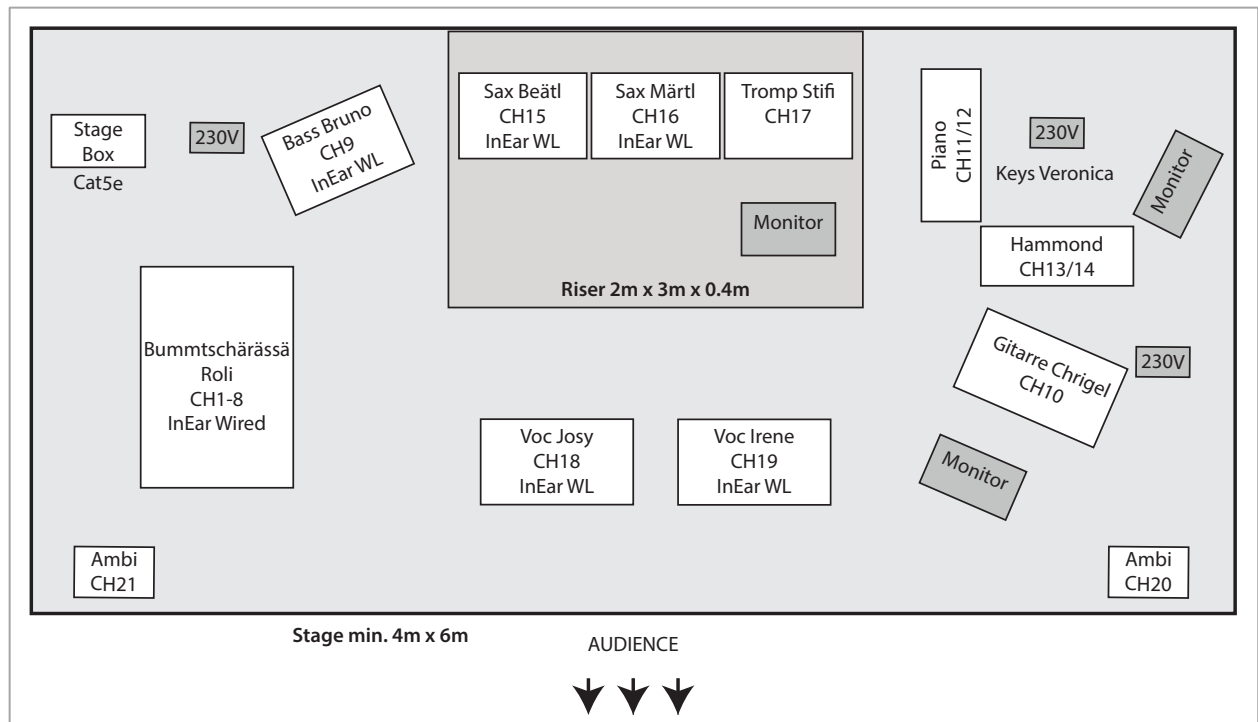 Stage
Box
Cat5e
230V
Bass Bruno
CH9
InEar WL
Sax Beätl
CH15
InEar WL
Sax Märtl
CH16
InEar WL
Tromp Stifi
CH17
Monitor
Riser 2m x 3m x 0.4m
Piano
CH11/12
230V
Keys Veronica
Monitor
Hammond
CH13/14
Bummtschärässä
Roli
CH1-8
InEar Wired
Gitarre Chrigel
CH10
230V
Voc Josy
CH18
InEar WL
Voc Irene
CH19
InEar WL
Monitor
Ambi
CH21
Ambi
CH20
Stage min. 4m x 6m
AUDIENCE